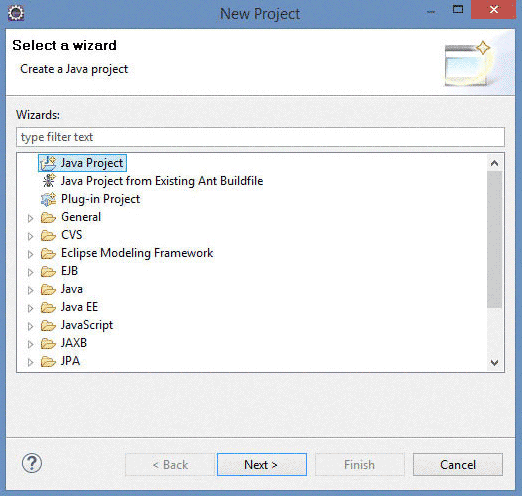 New Project
Select a wizard
Create a Java project
Wizards:
type filter text
Java Project
Java Project from Existing Ant Buildfile
Plug-in Project
General
CVS
Eclipse Modeling Framework
EJB
Java
Java EE
JavaScript
JAXB
JPA
? < Back Next > Finish Cancel